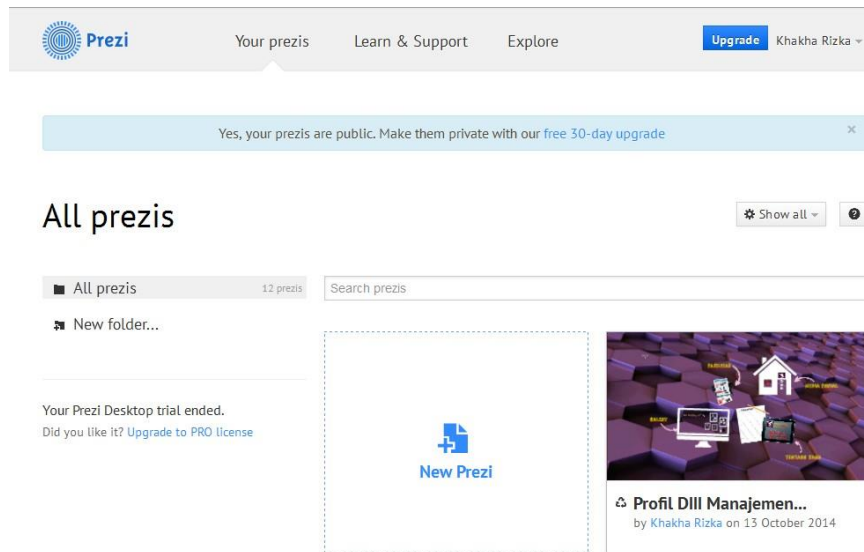 Prezi
Your prezis
Learn & Support
Explore
Upgrade
Khakha Rizka
Yes, your prezis are public. Make them private with our free 30-day upgrade
×
All prezis
Show all
All prezis
12 prezis
Search prezis
New folder...
Your Prezi Desktop trial ended.
Did you like it? Upgrade to PRO license
New Prezi
Profil DIII Manajemen...
by Khakha Rizka on 13 October 2014